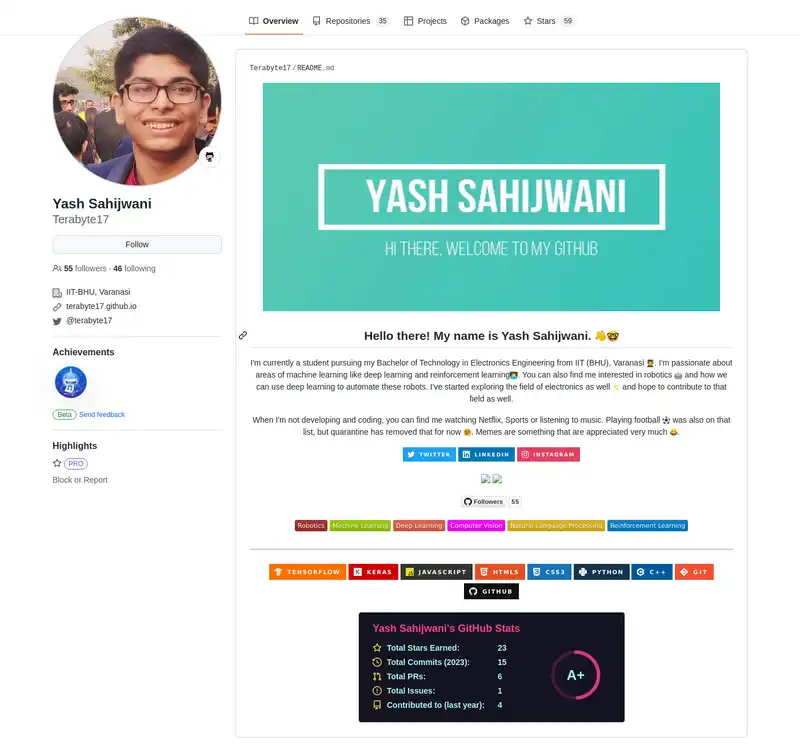 Overview
Repositories 35
Projects
Packages
Stars 59
Yash Sahijwani
Terabyte17
Follow
55 followers · 46 following
IIT-BHU, Varanasi
terabyte17.github.io
@terabyte17
Achievements
Beta Send feedback
Highlights
PRO
Block or Report
Terabyte17 / README.md
YASH SAHIJWANI
HI THERE, WELCOME TO MY GITHUB
Hello there! My name is Yash Sahijwani. 👋🤓
I'm currently a student pursuing my Bachelor of Technology in Electronics Engineering from IIT (BHU), Varanasi 👨‍🎓. I'm passionate about
areas of machine learning like deep learning and reinforcement learning👨‍💻. You can also find me interested in robotics 🤖 and how we
can use deep learning to automate these robots. I've started exploring the field of electronics as well 💡 and hope to contribute to that
field as well.
When I'm not developing and coding, you can find me watching Netflix, Sports or listening to music. Playing football ⚽ was also on that
list, but quarantine has removed that for now 😕. Memes are something that are appreciated very much 😂.
TWITTER
LINKEDIN
INSTAGRAM
Followers 55
Robotics
Machine Learning
Deep Learning
Computer Vision
Natural Language Processing
Reinforcement Learning
TENSORFLOW
KERAS
JAVASCRIPT
HTML5
CSS3
PYTHON
C++
GIT
GITHUB
Yash Sahijwani's GitHub Stats
Total Stars Earned: 23
Total Commits (2023): 15
Total PRs: 6
Total Issues: 1
Contributed to (last year): 4
A+